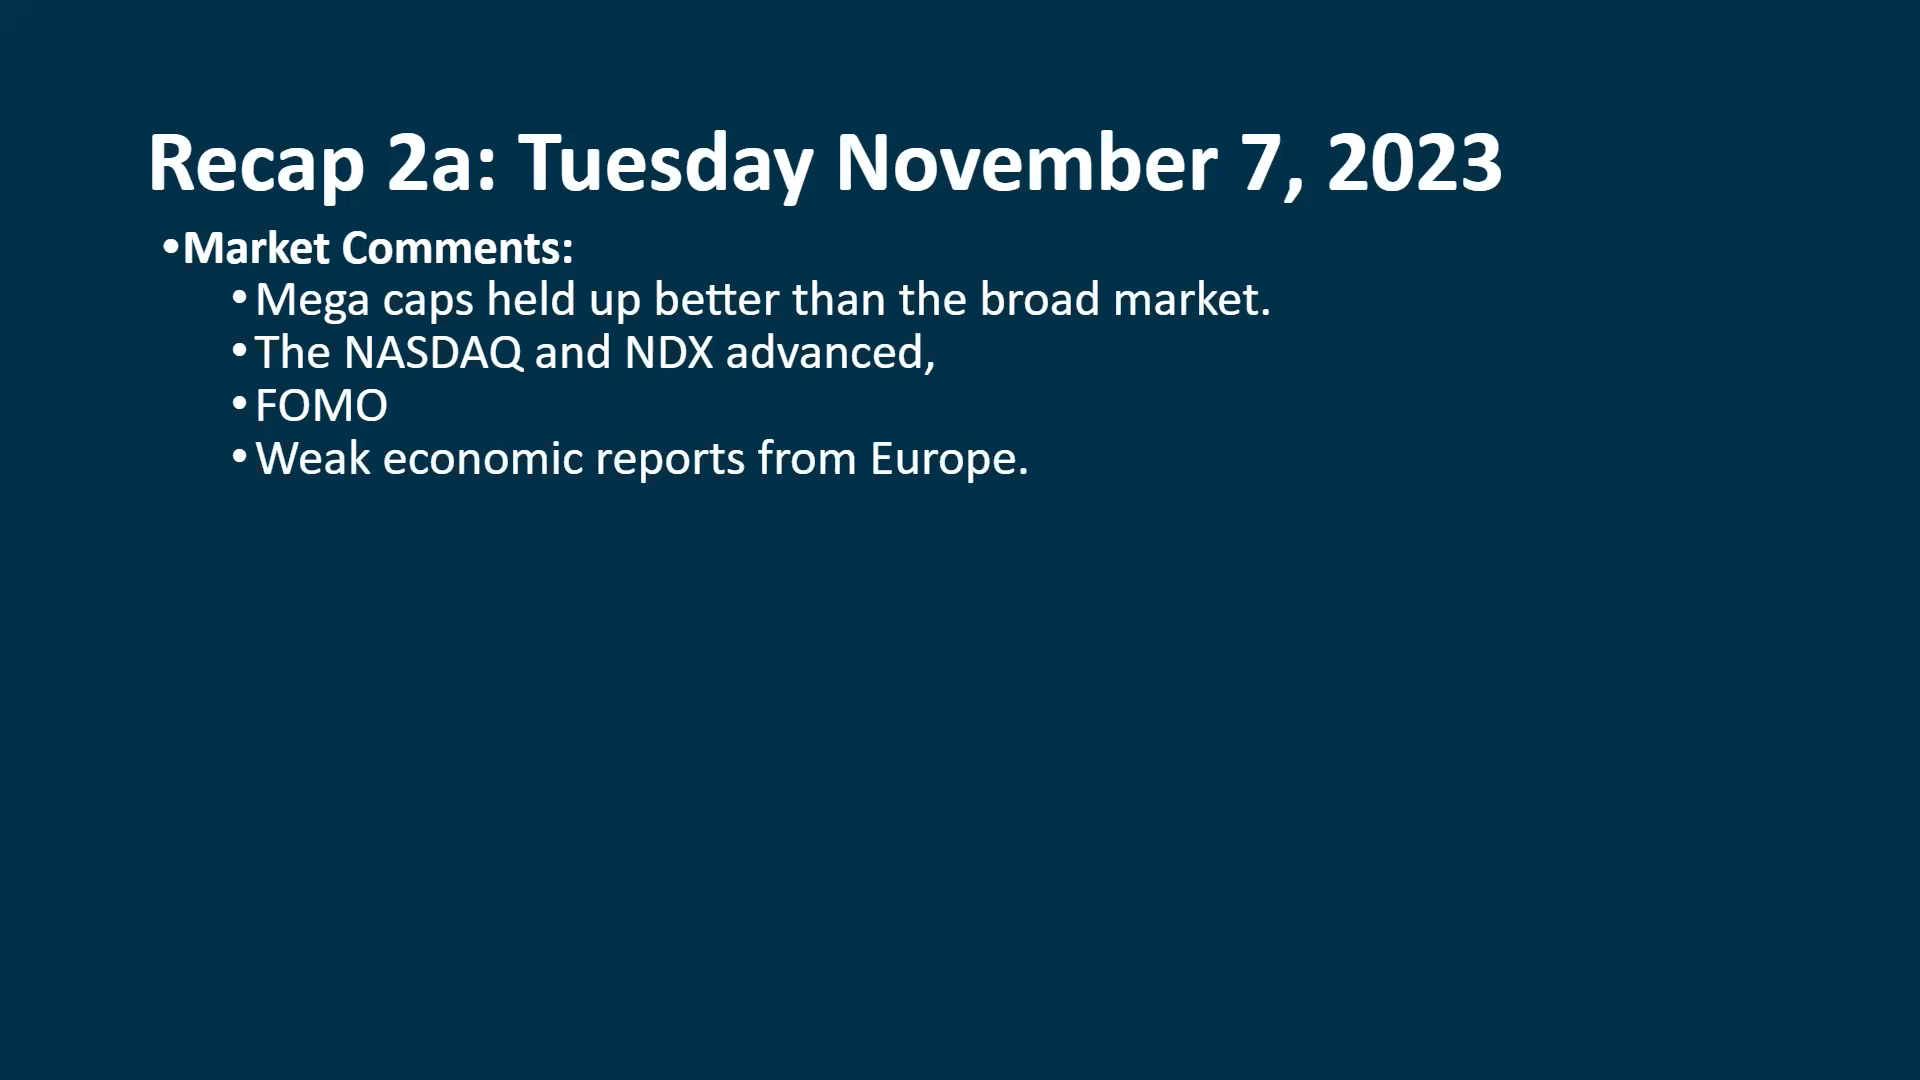 Recap 2a: Tuesday November 7, 2023
•Market Comments:
•Mega caps held up better than the broad market.
•The NASDAQ and NDX advanced,
•FOMO
•Weak economic reports from Europe.